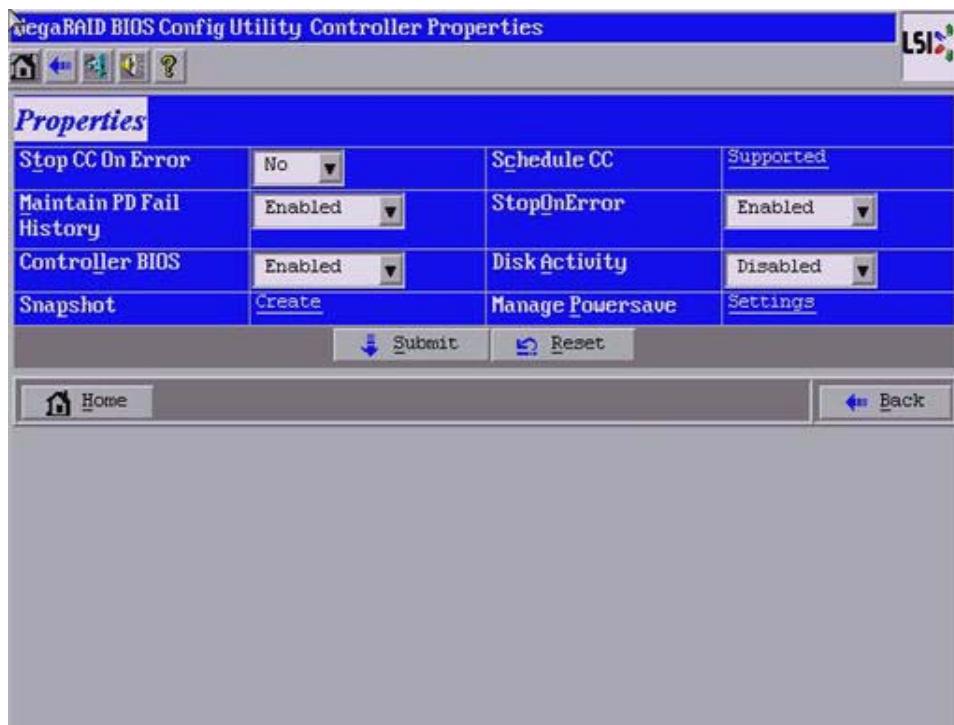 MegaRAID BIOS Config Utility Controller Properties
LSI
Properties
Stop CC On Error No Schedule CC Supported
Maintain PD Fail History Enabled StopOnError Enabled
Controller BIOS Enabled Disk Activity Disabled
Snapshot Create Manage Powersave Settings
Submit Reset
Home Back